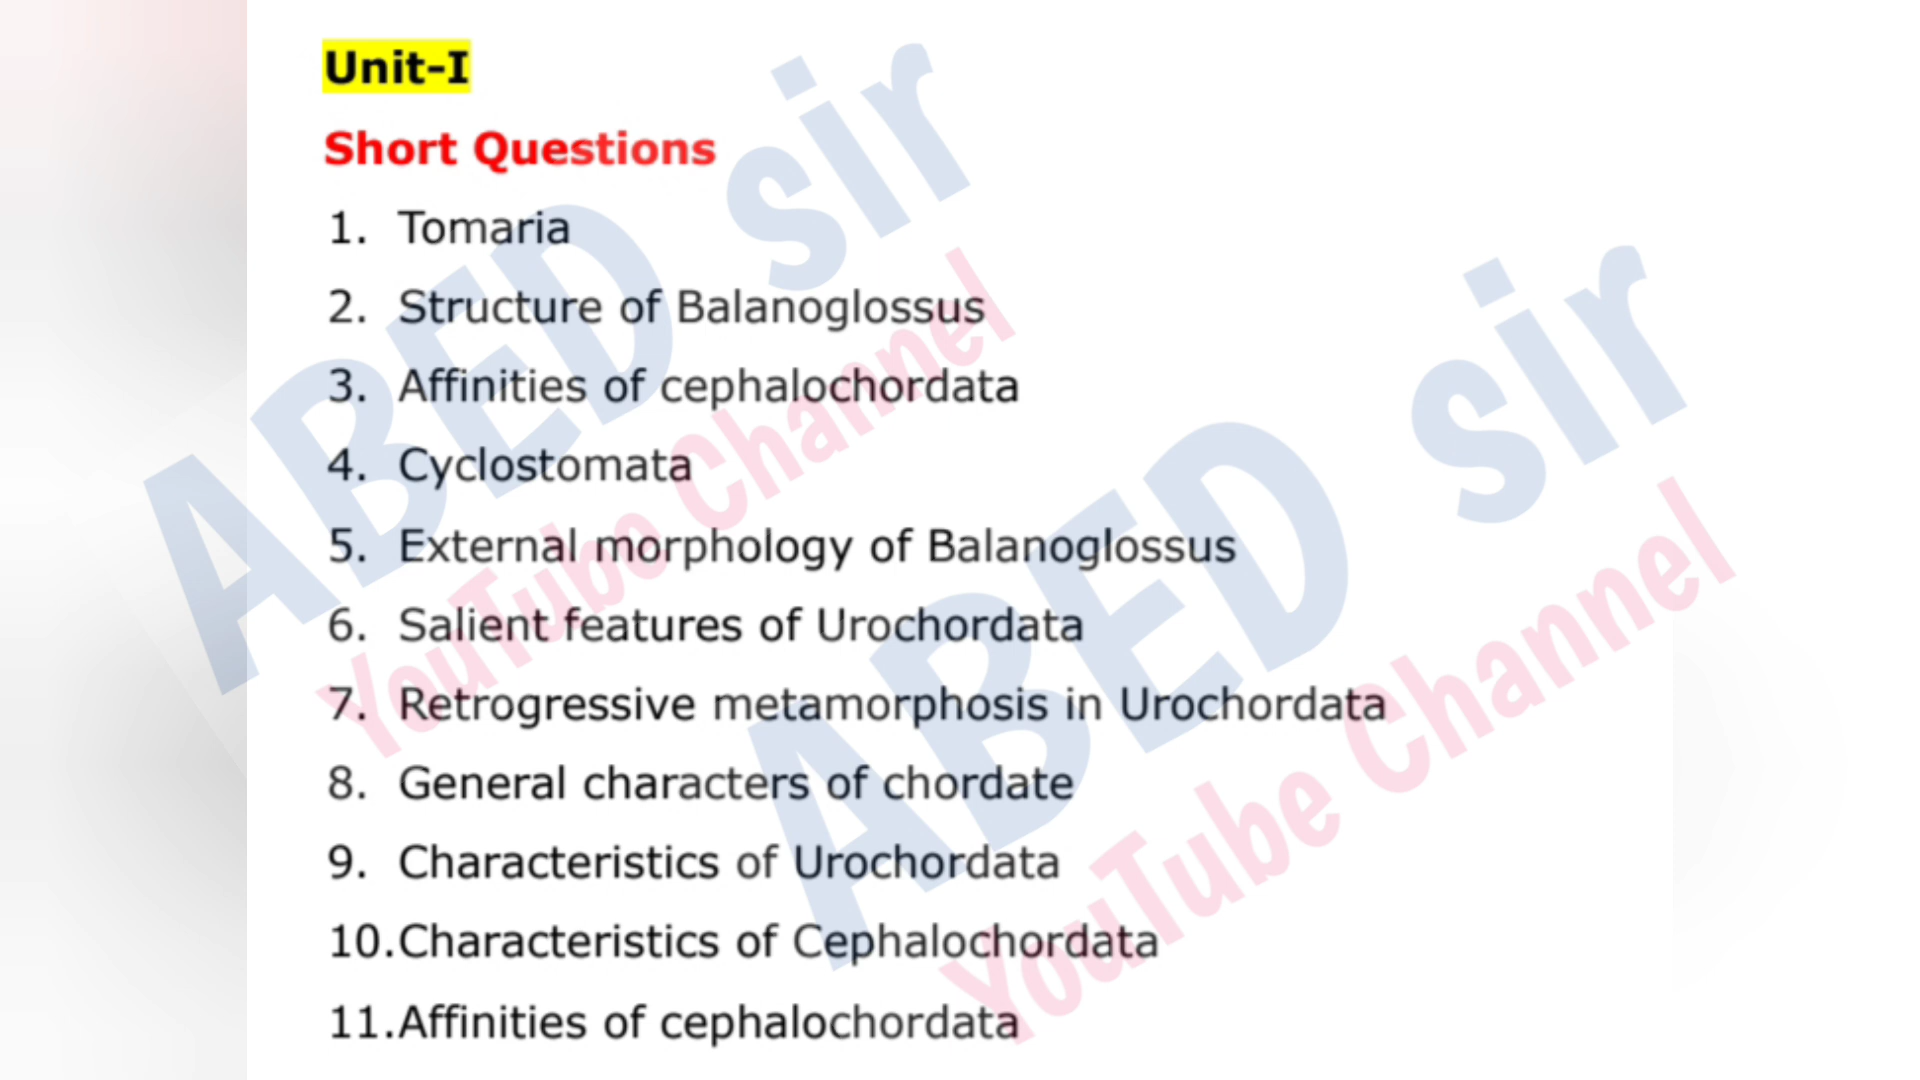 Unit-I
Short Questions
1. Tomaria
2. Structure of Balanoglossus
3. Affinities of cephalochordata
4. Cyclostomata
5. External morphology of Balanoglossus
6. Salient features of Urochordata
7. Retrogressive metamorphosis in Urochordata
8. General characters of chordate
9. Characteristics of Urochordata
10.Characteristics of Cephalochordata
11.Affinities of cephalochordata
ABED sir
YouTube Channel
ABED sir
YouTube Channel